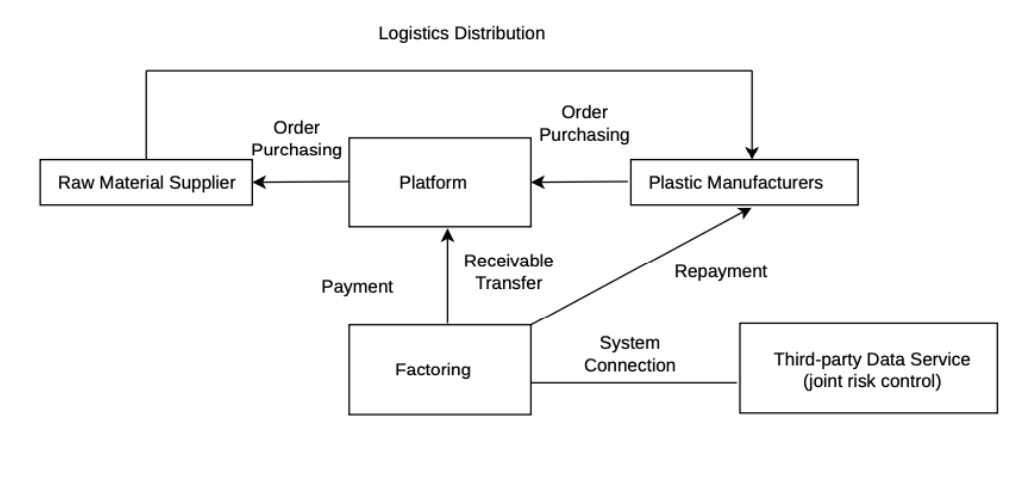 Logistics Distribution
Order
Purchasing
Order
Purchasing
Raw Material Supplier
Platform
Plastic Manufacturers
Payment
Receivable
Transfer
Repayment
Factoring
System
Connection
Third-party Data Service
(joint risk control)